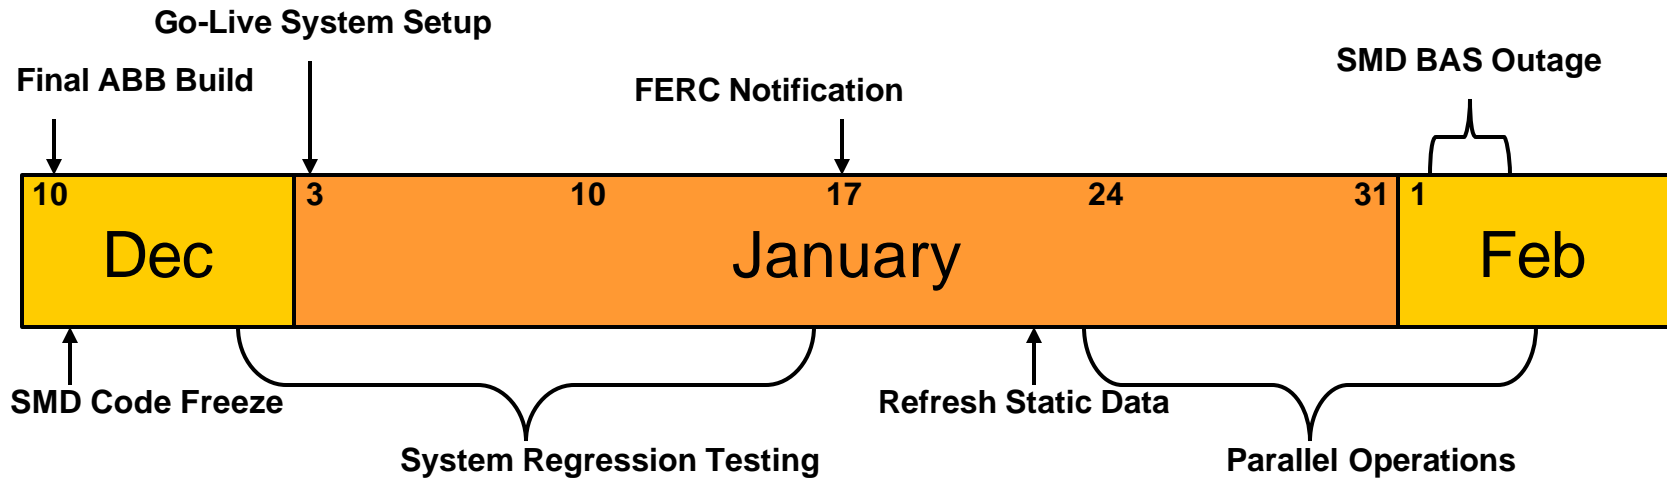 Go-Live System Setup
Final ABB Build
FERC Notification
SMD BAS Outage
10 3 10 17 24 31 1
Dec January Feb
SMD Code Freeze
Refresh Static Data
System Regression Testing
Parallel Operations